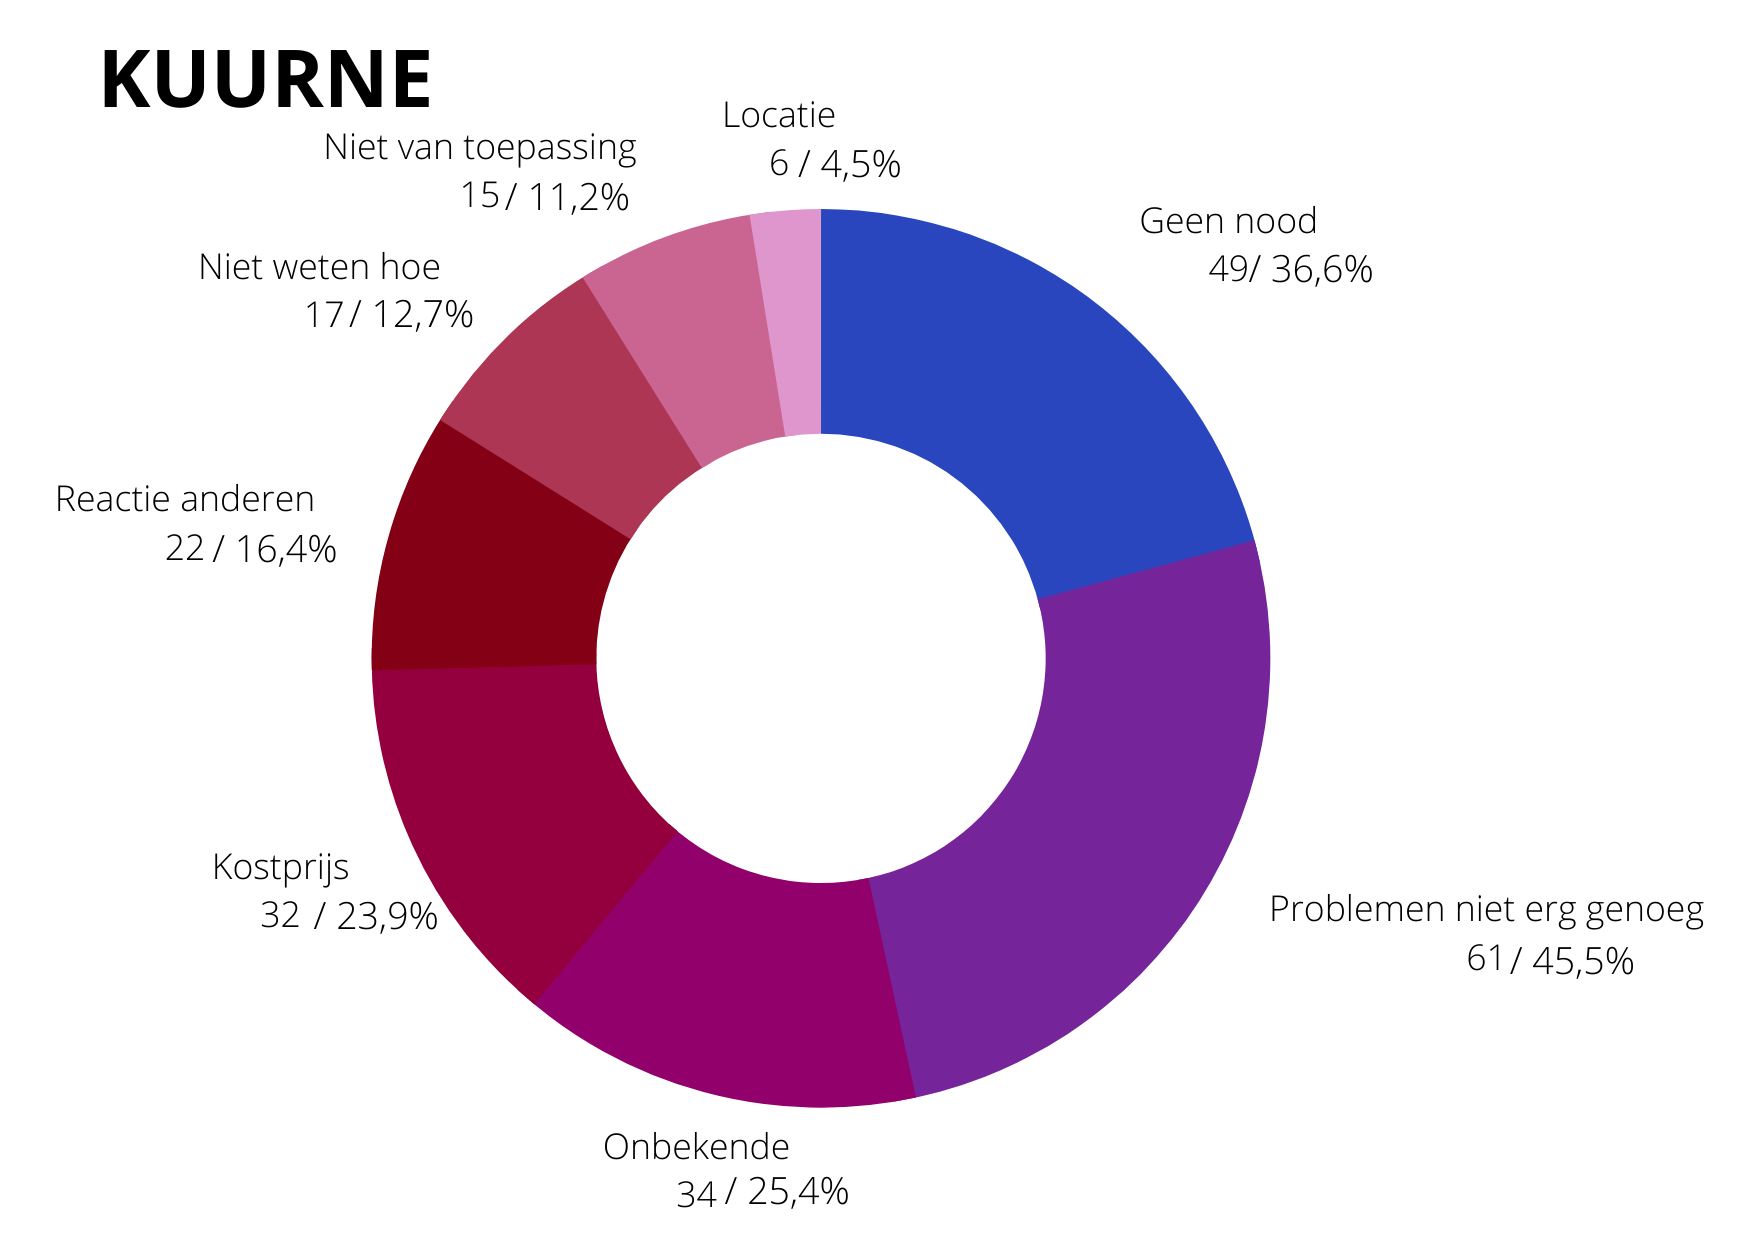 KUURNE
Locatie
6 / 4,5%
Niet van toepassing
15 / 11,2%
Geen nood
49/ 36,6%
Niet weten hoe
17 / 12,7%
Reactie anderen
22 / 16,4%
Kostprijs
32 / 23,9%
Problemen niet erg genoeg
61 / 45,5%
Onbekende
34 / 25,4%